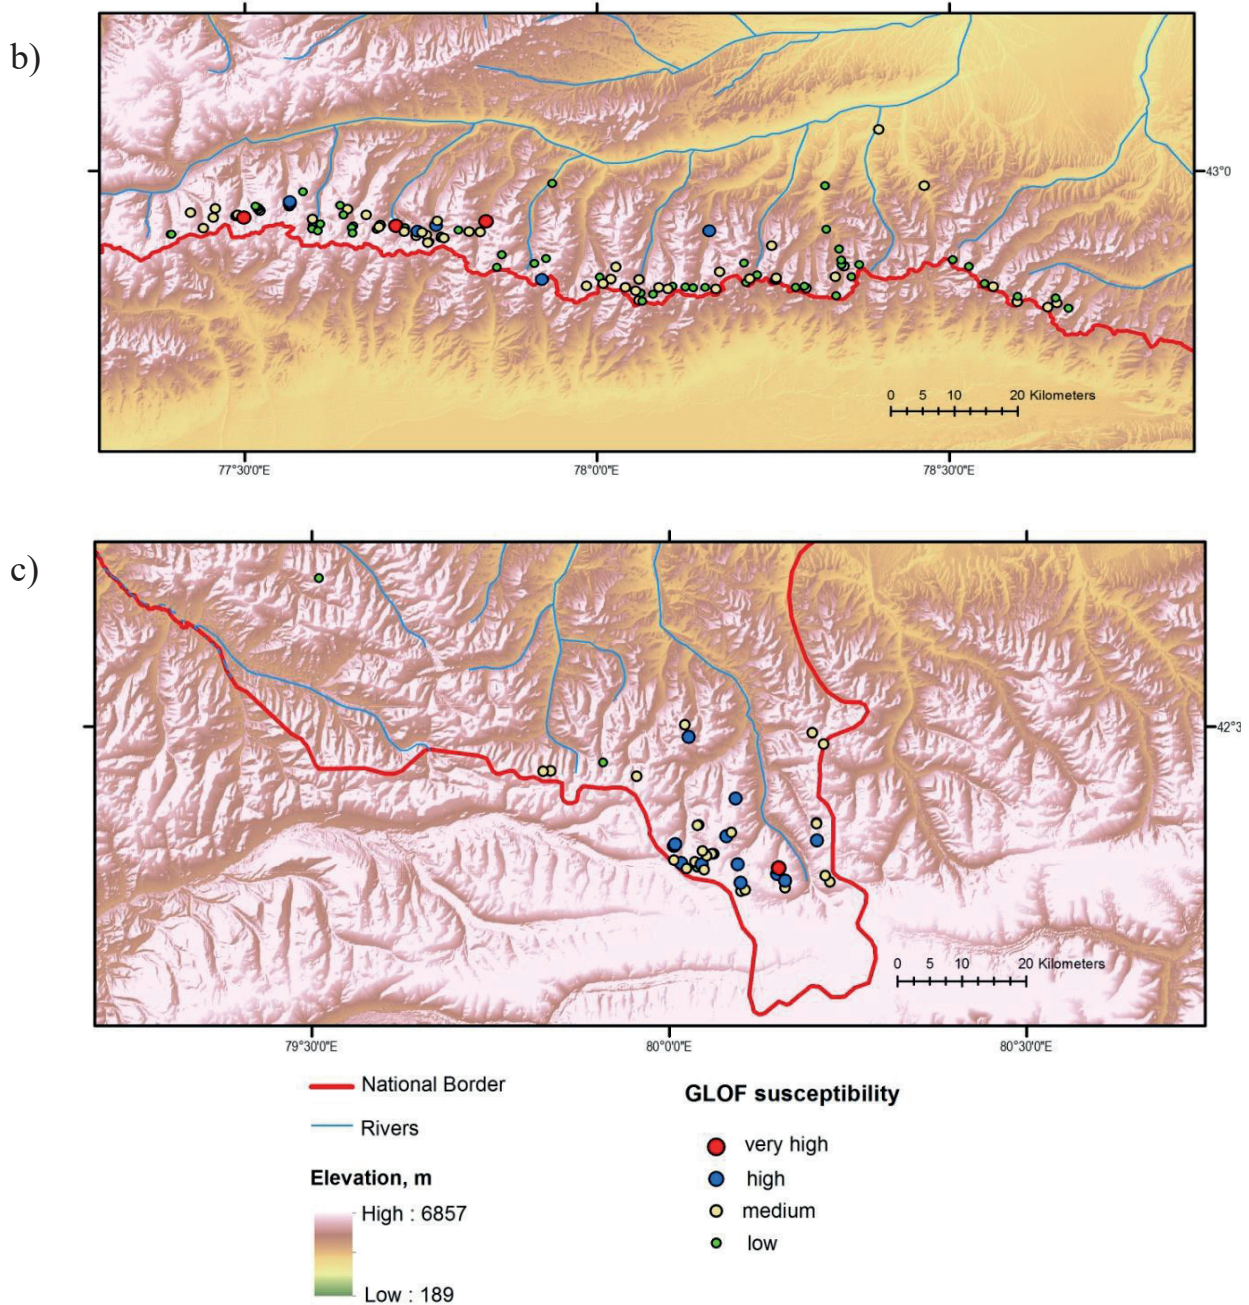 b)
43°0
0 5 10 20 Kilometers
77°30'0"E 78°0'0"E 78°30'0"E
c)
42°3
0 5 10 20 Kilometers
79°30'0"E 80°0'0"E 80°30'0"E
National Border
Rivers
Elevation, m
High : 6857
Low : 189
GLOF susceptibility
very high
high
medium
low